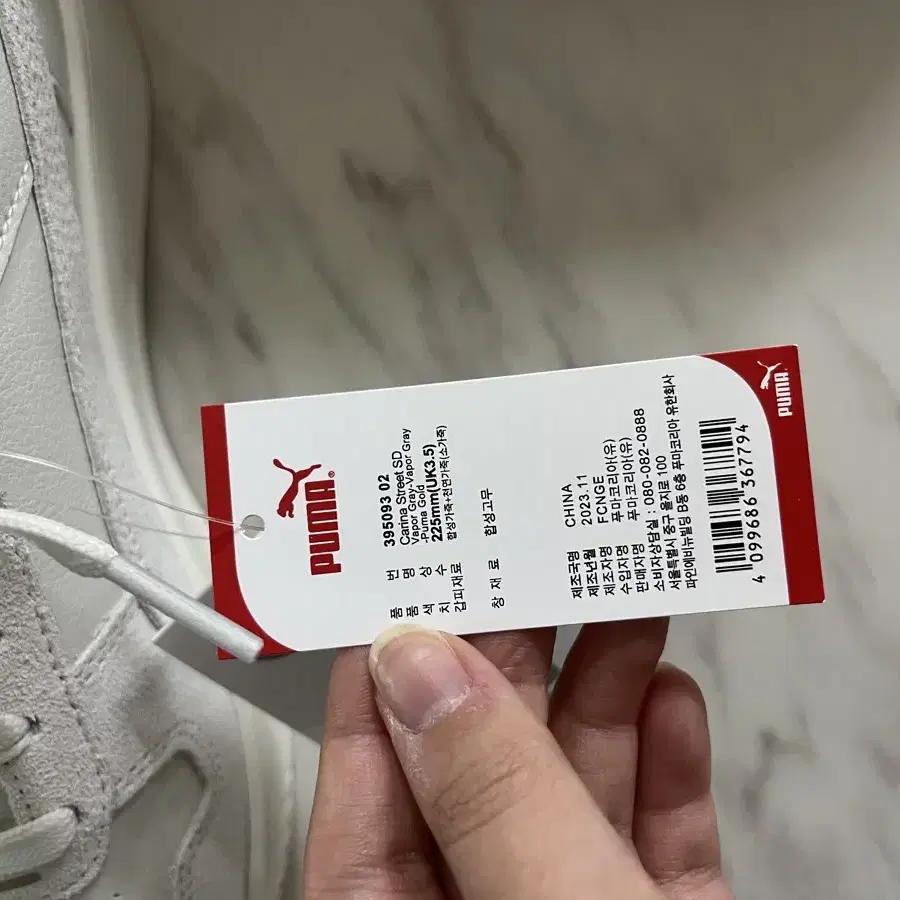 PUMA
품 번 395093 02
품 명 Carina Street SD
색 상 Vapor Gray-Vapor Gray
-Puma Gold
치 수 225mm(UK3.5)
갑피재료 합성가죽+천연가죽(소가죽)
창 재 료 합성고무
제조국명 CHINA
제조년월 2023.11
제조자명 FCNGE
수입자명 푸마코리아(유)
판매자명 푸마코리아(유)
소비자상담실 : 080-082-0888
서울특별시 중구 을지로 100
파인에비뉴빌딩 B동 6층 푸마코리아 유한회사
4 099686 367794
PUMA